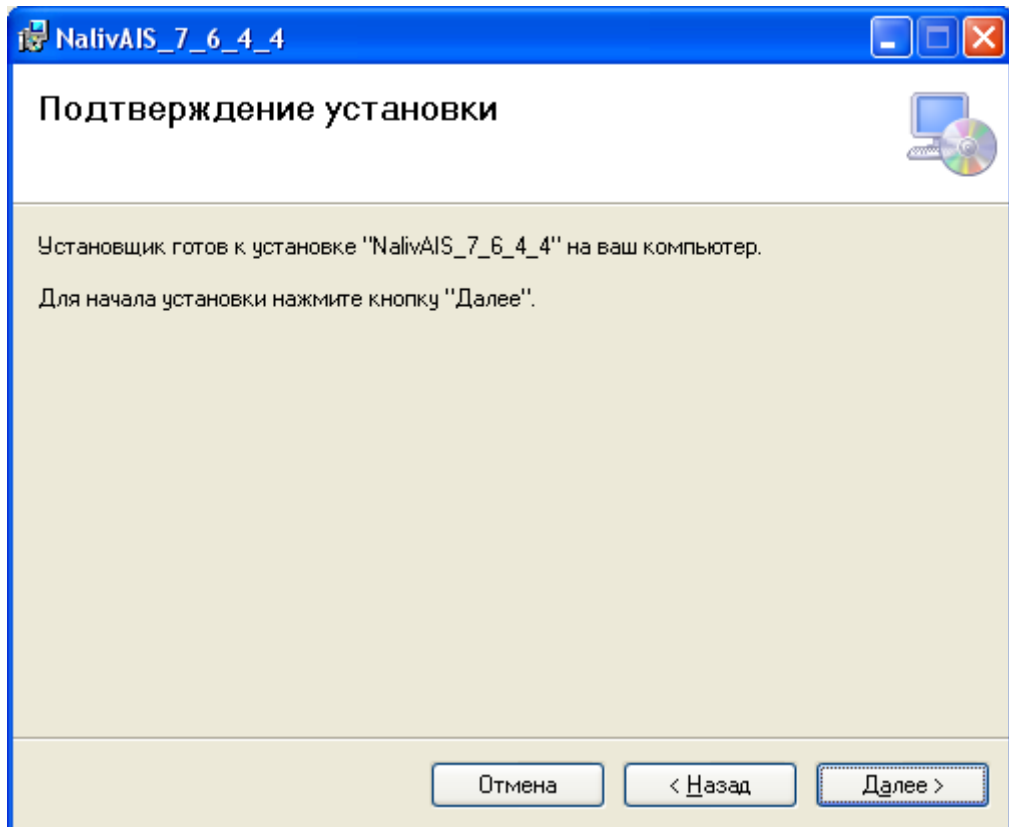 NalivAIS_7_6_4_4
Подтверждение установки
Установщик готов к установке "NalivAIS_7_6_4_4" на ваш компьютер.
Для начала установки нажмите кнопку "Далее".
Отмена
< Назад
Далее >